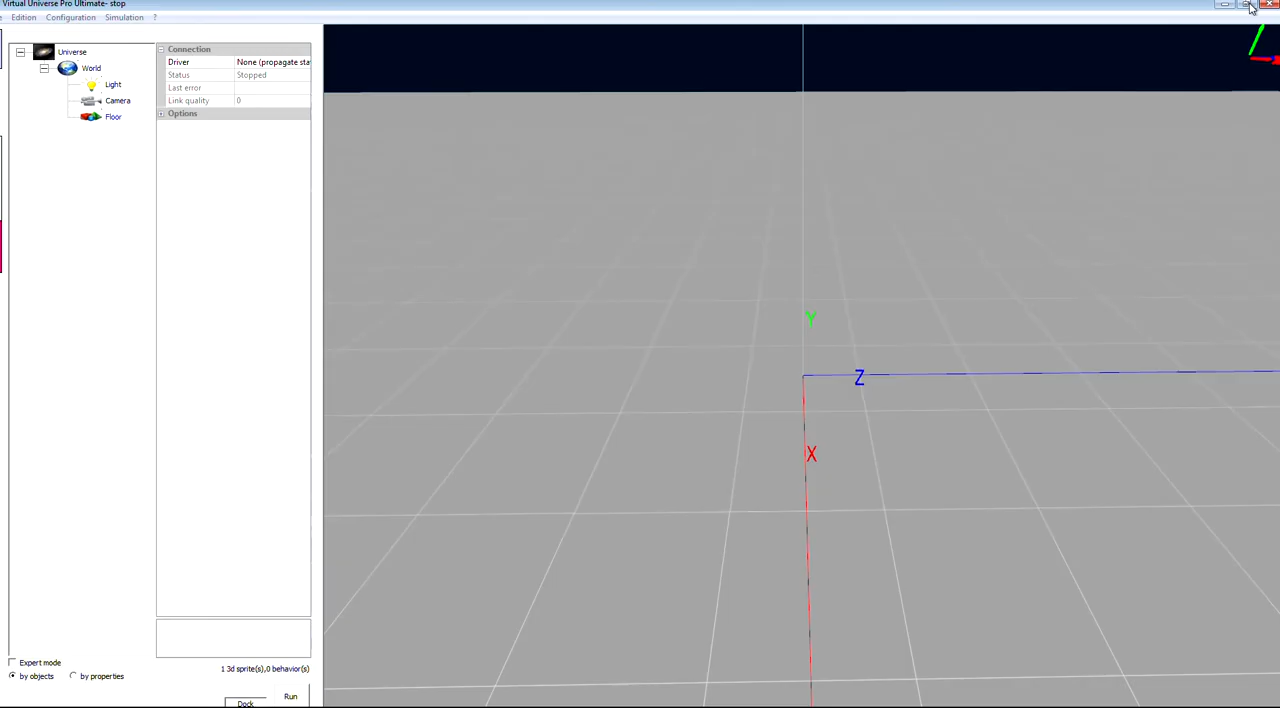 Virtual Universe Pro Ultimate- stop
Edition Configuration Simulation ?
Universe
World
Light
Camera
Floor
Connection
Driver None (propagate sta
Status Stopped
Last error
Link quality 0
Options
Y
Z
X
Expert mode
by objects by properties
1 3d sprite(s),0 behavior(s)
Dock Run